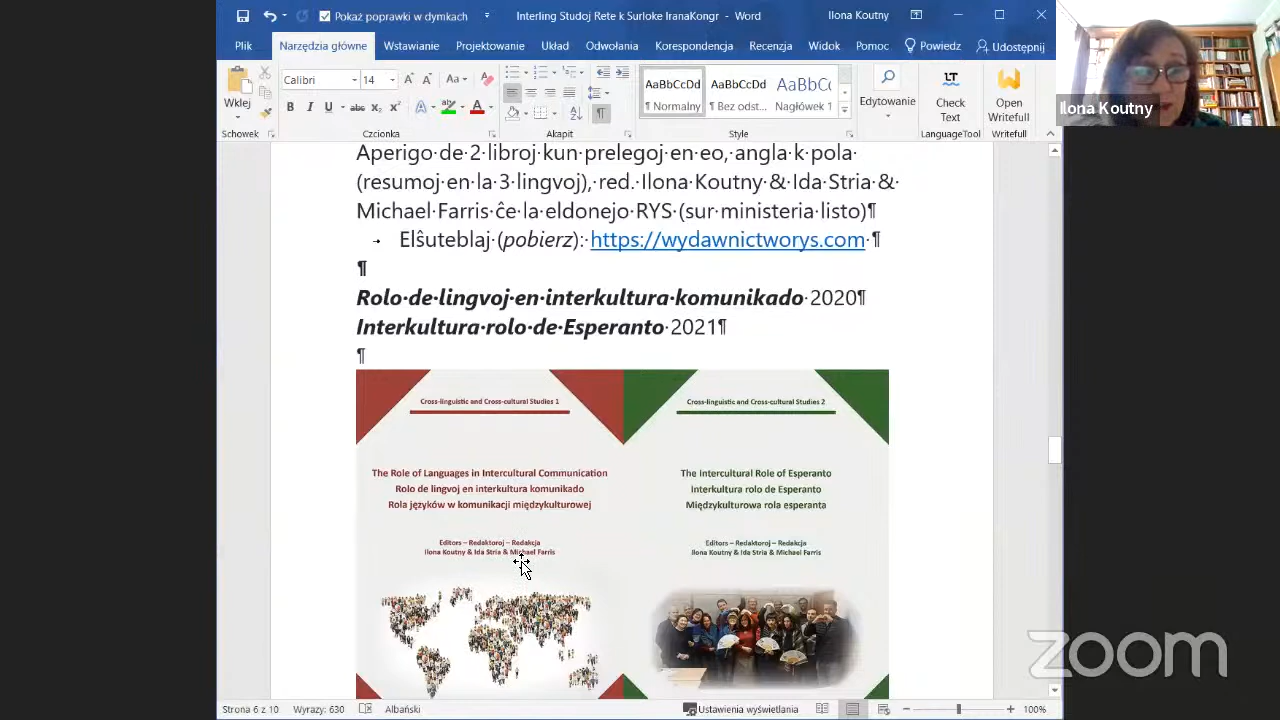 Pokaż poprawki w dymkach
Interling Studoj Rete k Surloke IranaKongr - Word
Ilona Koutny
Plik
Narzędzia główne
Wstawianie
Projektowanie
Układ
Odwołania
Korespondencja
Recenzja
Widok
Pomoc
Powiedz
Udostępnij
Wklej
Calibri
14
AaBbCcDd
AaBbCcDd
AaBbCc
¶ Normalny
¶ Bez odst...
Nagłówek 1
Edytowanie
Check
Text
Open
Writefull
Schowek
Czcionka
Akapit
Style
LanguageTool
Writefull
Ilona Koutny
Aperigo·de·2·libroj·kun·prelegoj·en·eo,·angla·k·pola·
(resumoj·en·la·3·lingvoj),·red.·Ilona·Koutny·&·Ida·Stria·&·
Michael·Farris·ĉe·la·eldonejo·RYS·(sur·ministeria·listo)¶
→ Elŝuteblaj·(pobierz):·https://wydawnictworys.com·¶
¶
Rolo·de·lingvoj·en·interkultura·komunikado·2020¶
Interkultura·rolo·de·Esperanto·2021¶
¶
Cross-linguistic and Cross-cultural Studies 1
The Role of Languages in Intercultural Communication
Rolo de lingvoj en interkultura komunikado
Rola języków w komunikacji międzykulturowej
Editors – Redaktoroj – Redakcja
Ilona Koutny & Ida Stria & Michael Farris
Cross-linguistic and Cross-cultural Studies 2
The Intercultural Role of Esperanto
Interkultura rolo de Esperanto
Międzykulturowa rola esperanta
Editors – Redaktoroj – Redakcja
Ilona Koutny & Ida Stria & Michael Farris
zoom
Strona 6 z 10
Wyrazy: 630
Albański
Ustawienia wyświetlania
100%